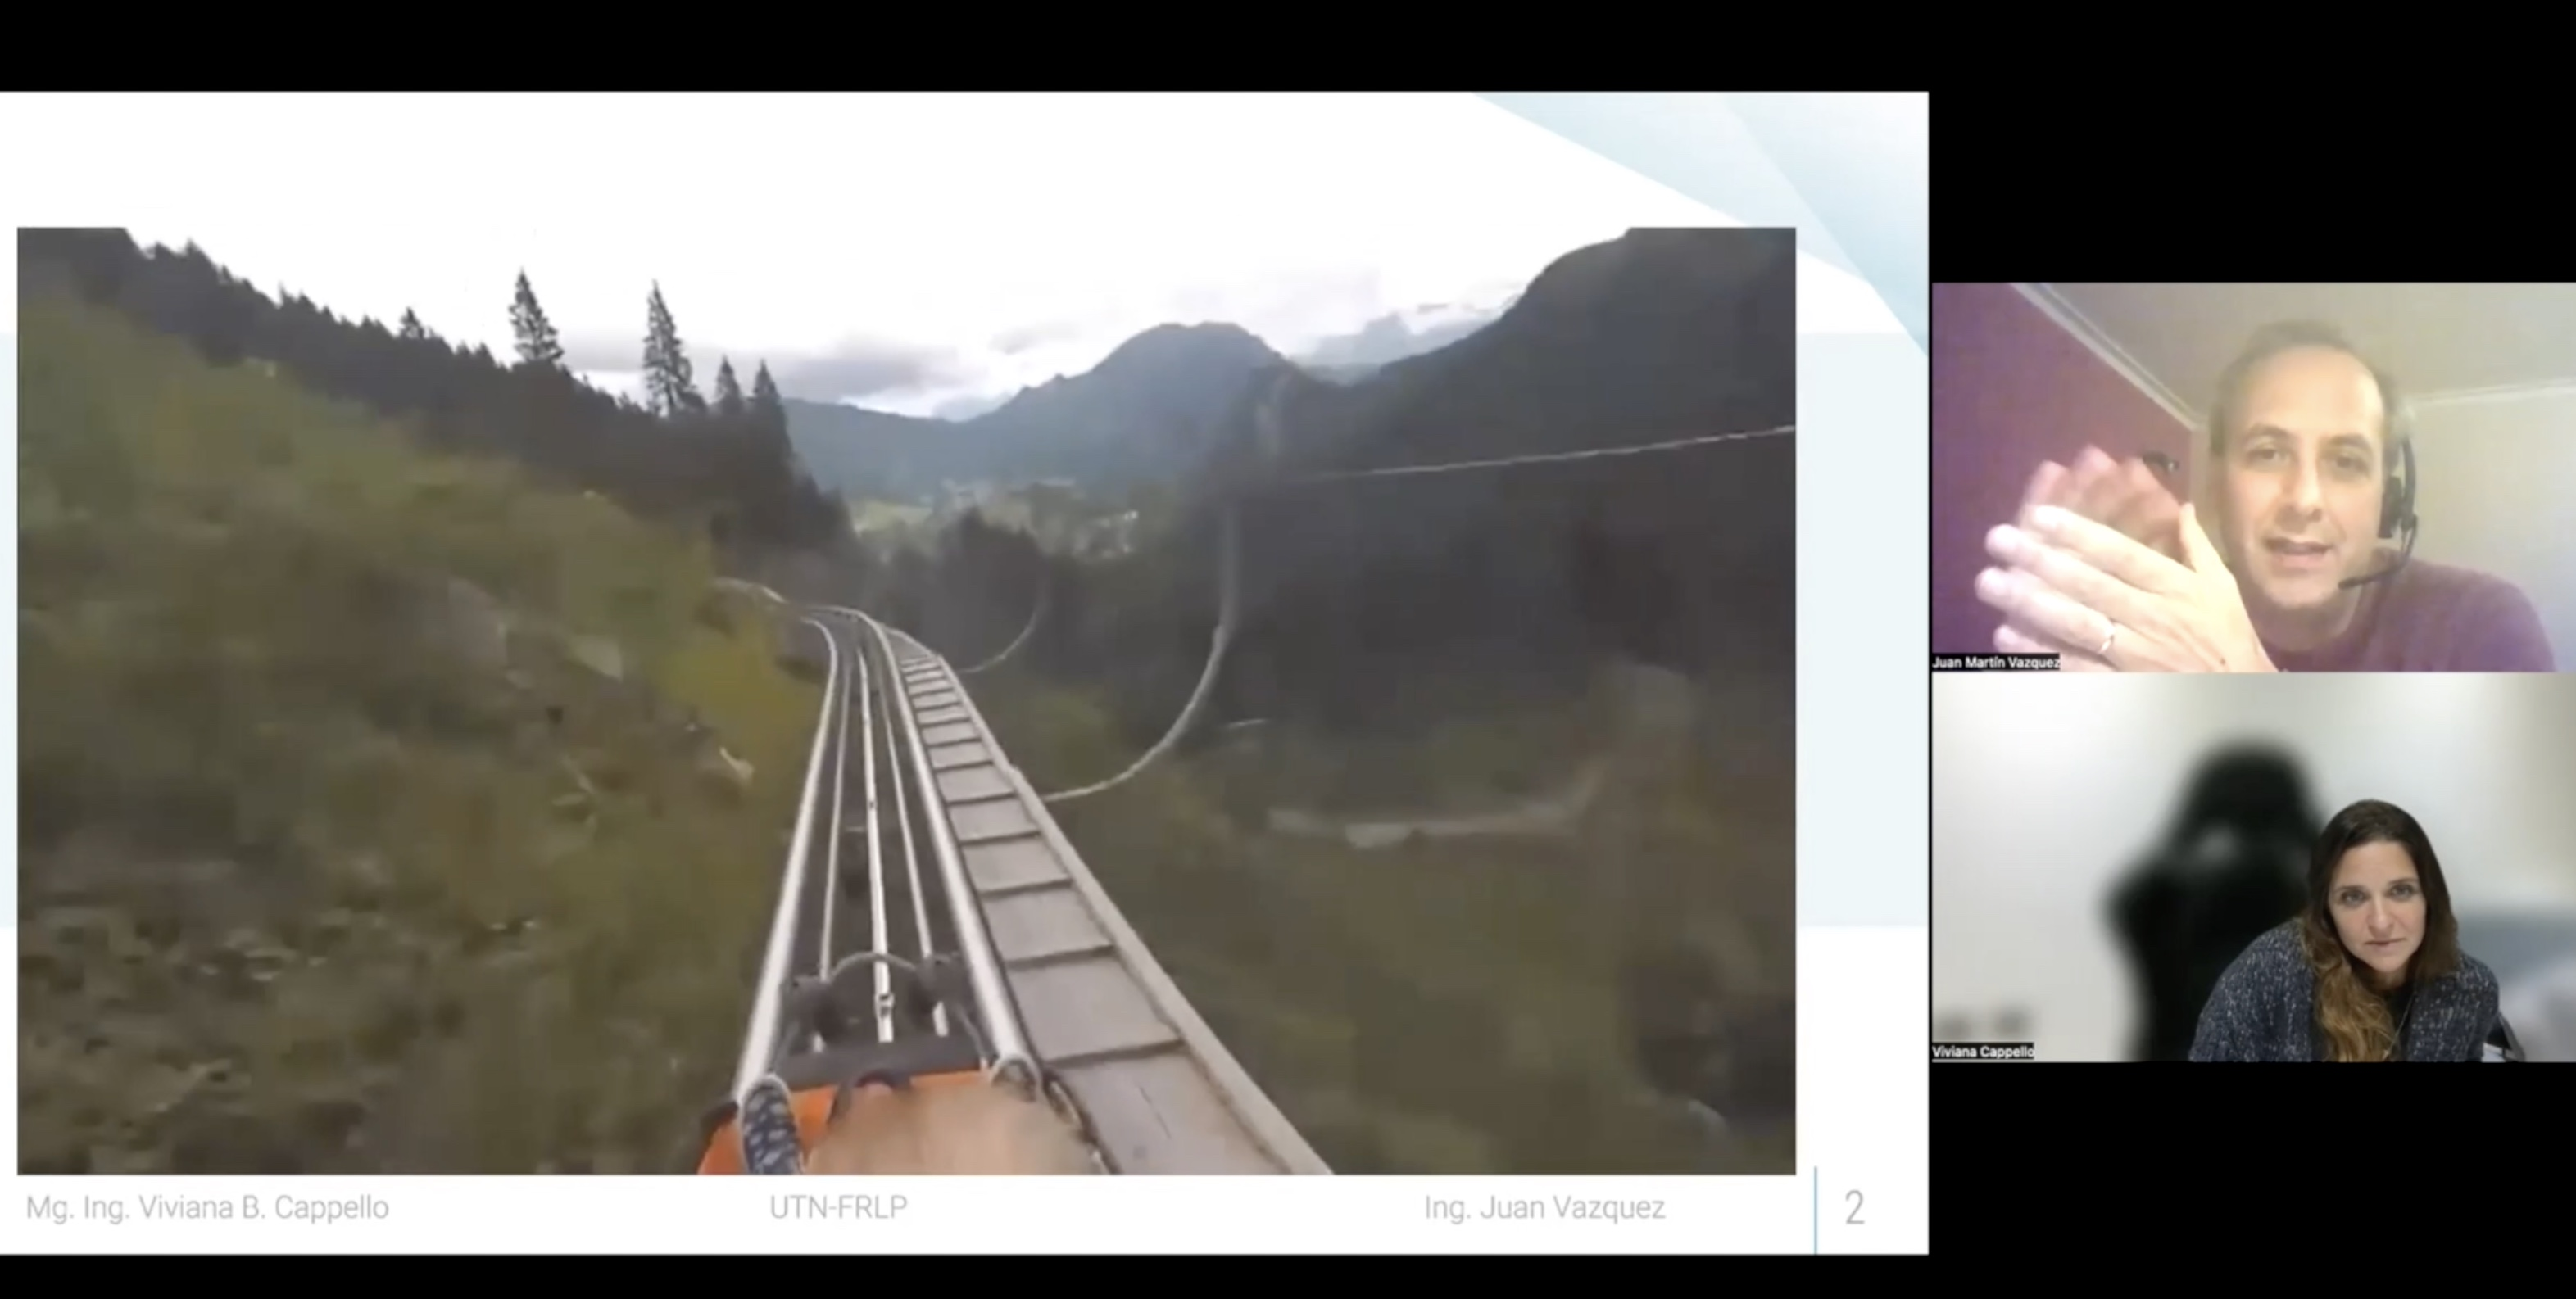 Juan Martín Vazquez
Viviana Cappello
Mg. Ing. Viviana B. Cappello
UTN-FRLP
Ing. Juan Vazquez
2